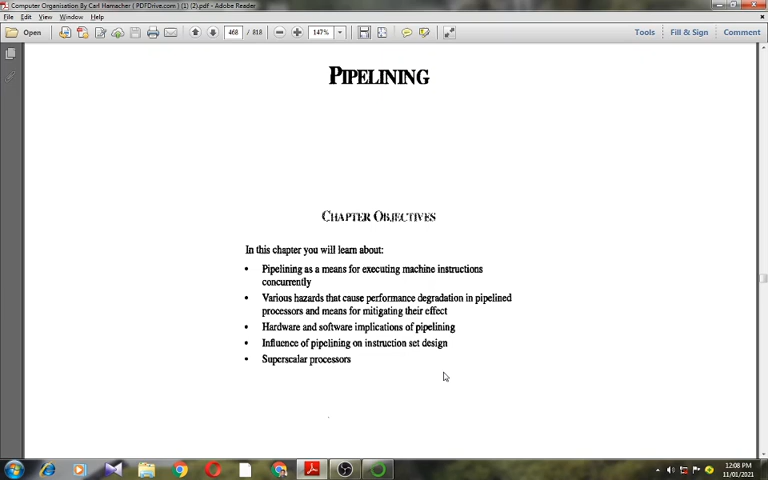 Computer Organisation By Carl Hamacher ( PDFDrive.com ) (1) (2).pdf - Adobe Reader
File Edit View Window Help
Open 468 / 818 147% Tools Fill & Sign Comment
PIPELINING
CHAPTER OBJECTIVES
In this chapter you will learn about:
• Pipelining as a means for executing machine instructions
concurrently
• Various hazards that cause performance degradation in pipelined
processors and means for mitigating their effect
• Hardware and software implications of pipelining
• Influence of pipelining on instruction set design
• Superscalar processors
12:08 PM
11/01/2021